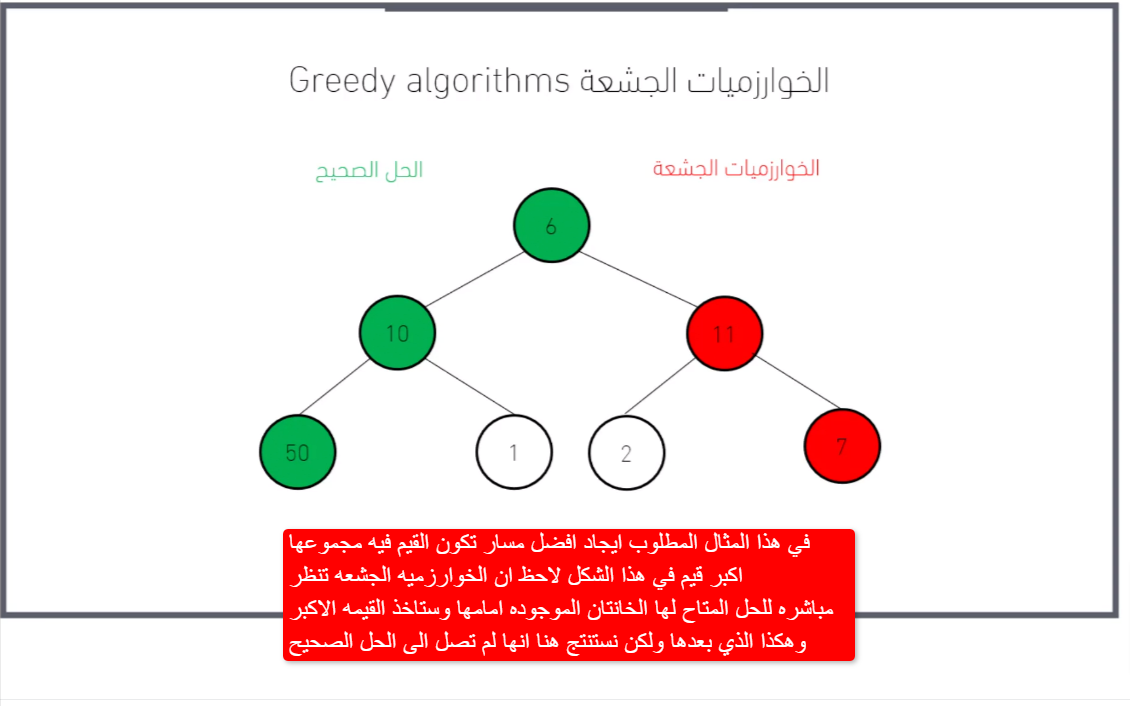 الخوارزميات الجشعة Greedy algorithms
الخوارزميات الجشعة
الحل الصحيح
6
10
11
50
1
2
7
في هذا المثال المطلوب ايجاد افضل مسار تكون القيم فيه مجموعها
اكبر قيم في هذا الشكل لاحظ ان الخوارزميه الجشعه تنظر
مباشره للحل المتاح لها الخانتان الموجوده امامها وستاخذ القيمه الاكبر
وهكذا الذي بعدها ولكن نستنتج هنا انها لم تصل الى الحل الصحيح